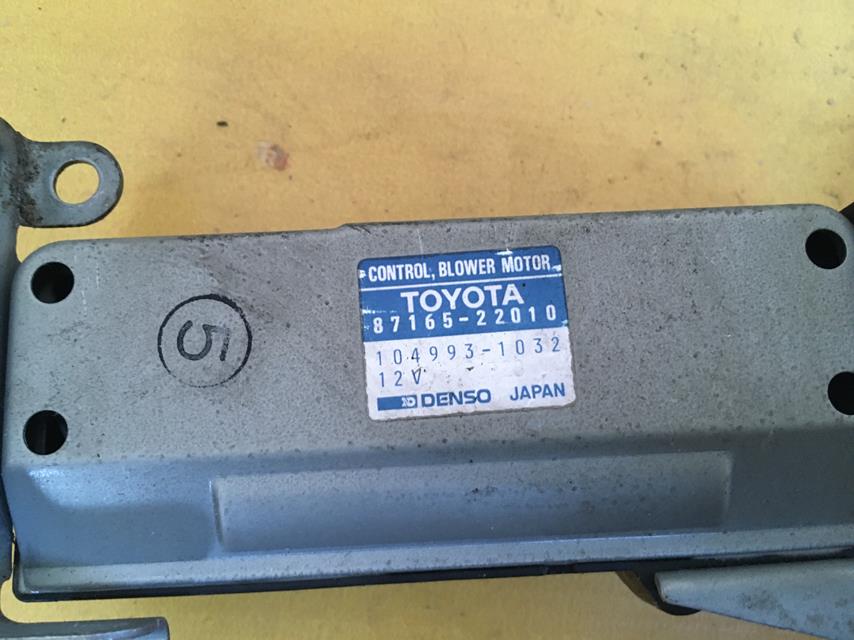 CONTROL, BLOWER MOTOR
TOYOTA
87165-22010
104993-1032
12V
DENSO JAPAN
5